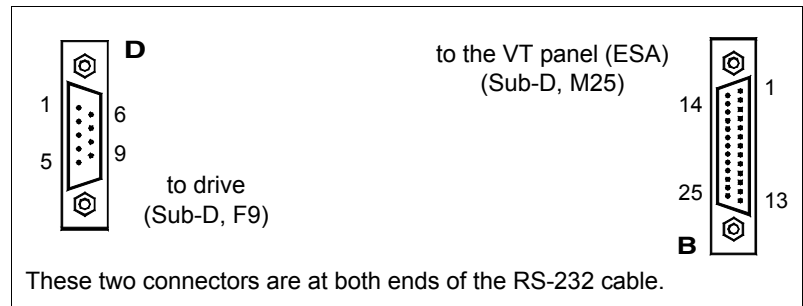 D
1
6
5
9
to drive
(Sub-D, F9)
to the VT panel (ESA)
(Sub-D, M25)
14
1
25
13
B
These two connectors are at both ends of the RS-232 cable.